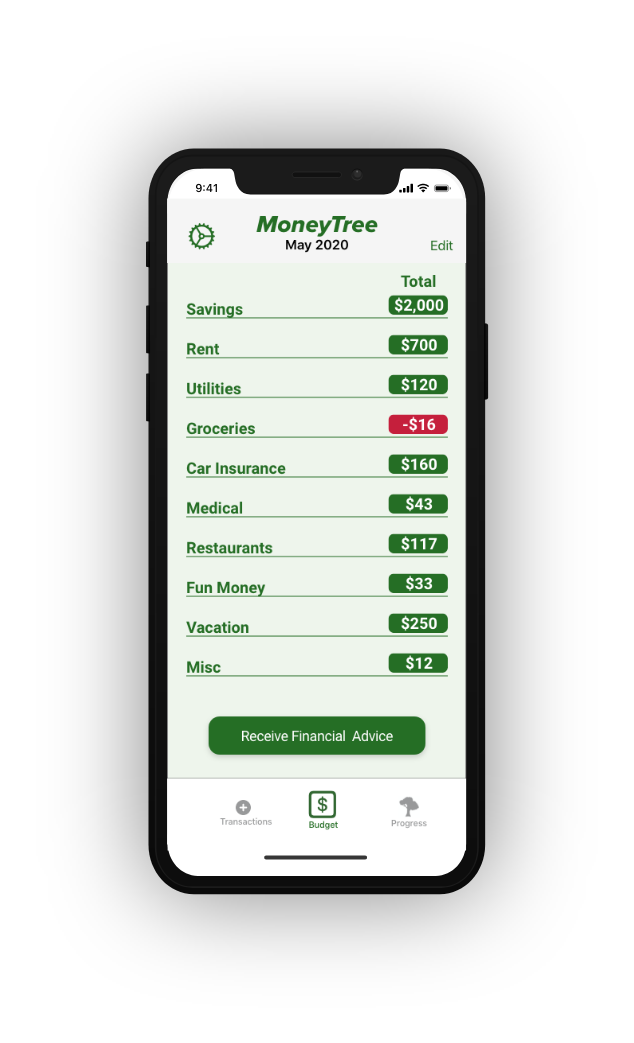 9:41
MoneyTree
May 2020
Edit
Total
Savings $2,000
Rent $700
Utilities $120
Groceries -$16
Car Insurance $160
Medical $43
Restaurants $117
Fun Money $33
Vacation $250
Misc $12
Receive Financial Advice
$
Transactions Budget Progress